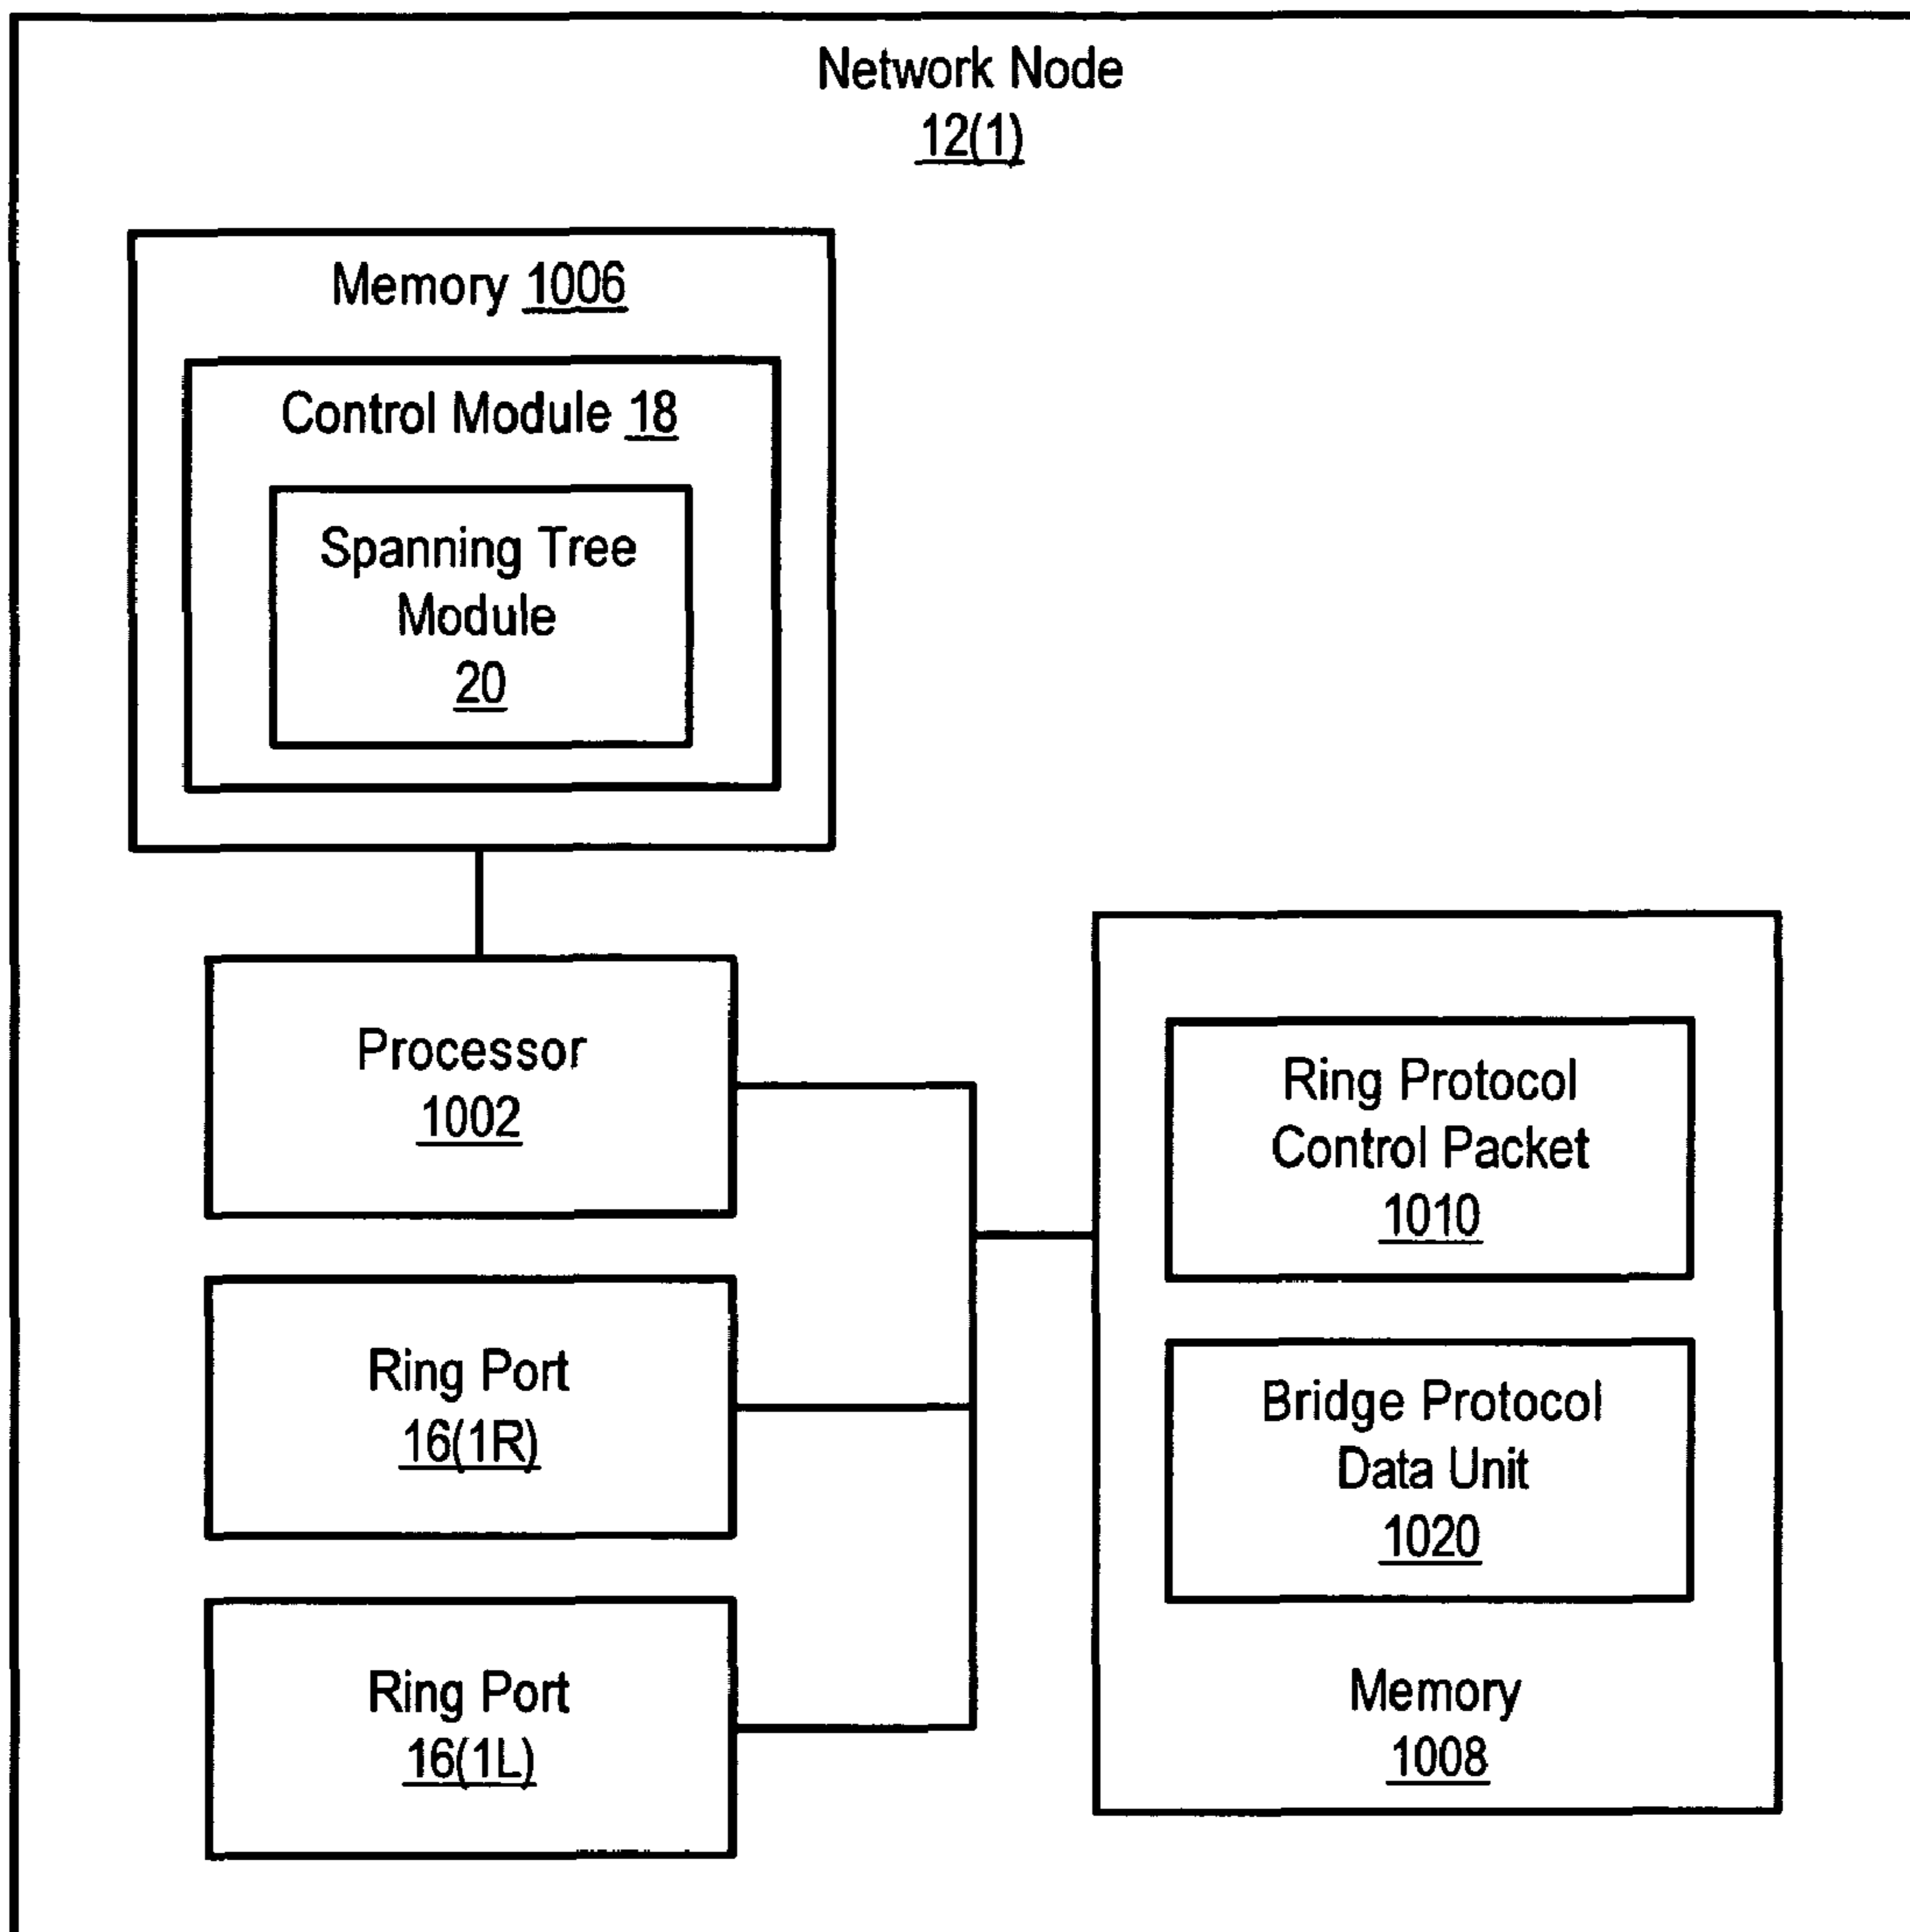 Network Node
12(1)
Memory 1006
Control Module 18
Spanning Tree
Module
20
Processor
1002
Ring Port
16(1R)
Ring Port
16(1L)
Ring Protocol
Control Packet
1010
Bridge Protocol
Data Unit
1020
Memory
1008